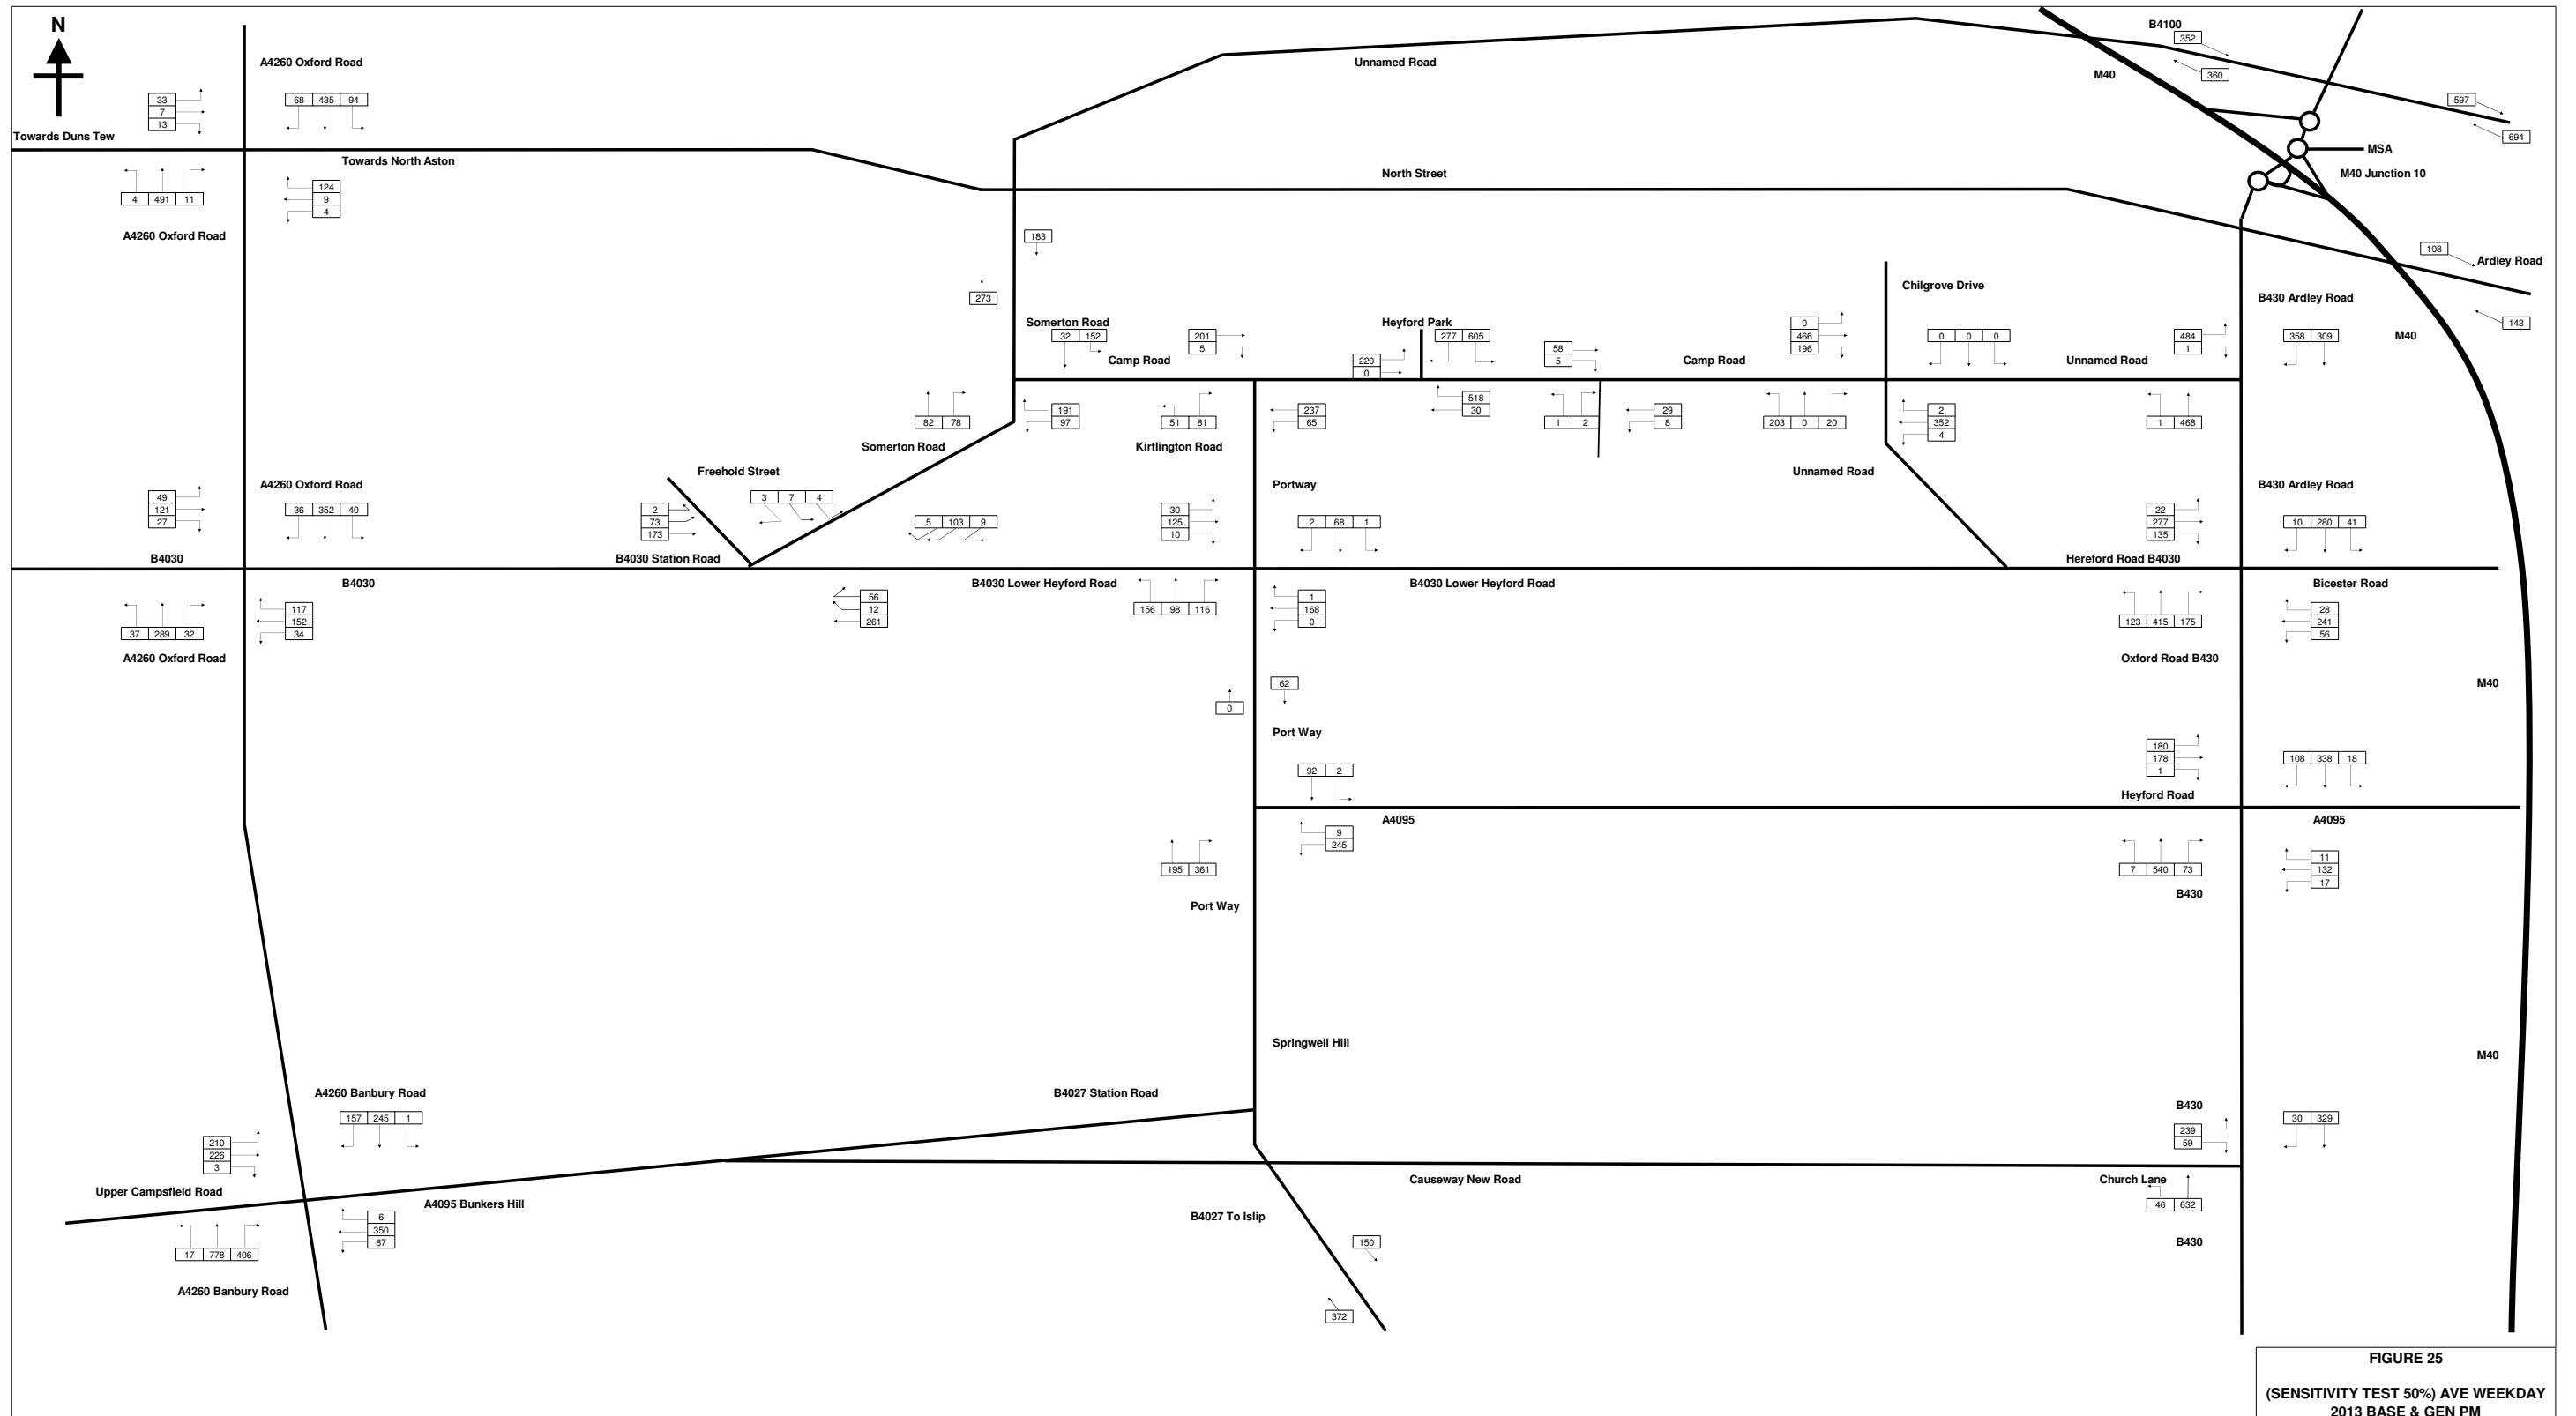 N
B4100
352
A4260 Oxford Road
Unnamed Road
M40
360
33
7
13
68 435 94
597
Towards Duns Tew
694
Towards North Aston
North Street
MSA
M40 Junction 10
4 491 11
124
9
4
A4260 Oxford Road
183
108
Ardley Road
273
Chilgrove Drive
B430 Ardley Road
Somerton Road
Heyford Park
143
32 152
201
5
277 605
0
466
196
0 0 0
484
1
358 309
M40
Camp Road
220
0
58
5
Camp Road
Unnamed Road
518
30
82 78
191
97
51 81
237
65
1 2
29
8
203 0 20
2
352
4
1 468
Somerton Road
Kirtlington Road
Freehold Street
Unnamed Road
A4260 Oxford Road
Portway
B430 Ardley Road
49
121
27
36 352 40
2
73
173
3 7 4
5 103 9
30
125
10
2 68 1
22
277
135
10 280 41
B4030
B4030 Station Road
Hereford Road B4030
B4030
B4030 Lower Heyford Road
B4030 Lower Heyford Road
Bicester Road
37 289 32
117
152
34
56
12
261
156 98 116
1
168
0
123 415 175
28
241
56
A4260 Oxford Road
Oxford Road B430
62
M40
0
Port Way
180
178
1
92 2
108 338 18
Heyford Road
A4095
A4095
9
245
195 361
7 540 73
11
132
17
B430
Port Way
Springwell Hill
M40
A4260 Banbury Road
B4027 Station Road
B430
157 245 1
30 329
210
226
3
239
59
Upper Campsfield Road
Causeway New Road
Church Lane
A4095 Bunkers Hill
46 632
B4027 To Islip
6
350
87
17 778 406
150
B430
A4260 Banbury Road
372
FIGURE 25
(SENSITIVITY TEST 50%) AVE WEEKDAY
2013 BASE & GEN PM